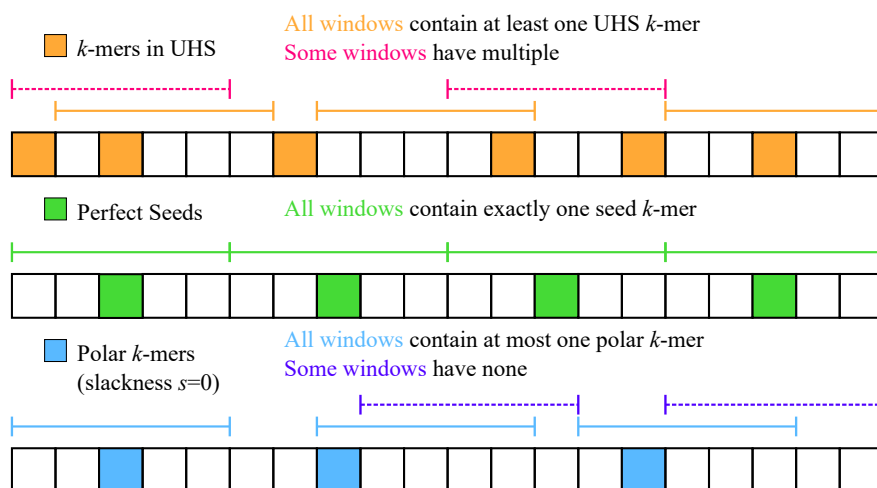 k-mers in UHS
All windows contain at least one UHS k-mer
Some windows have multiple
Perfect Seeds
All windows contain exactly one seed k-mer
Polar k-mers
(slackness s=0)
All windows contain at most one polar k-mer
Some windows have none